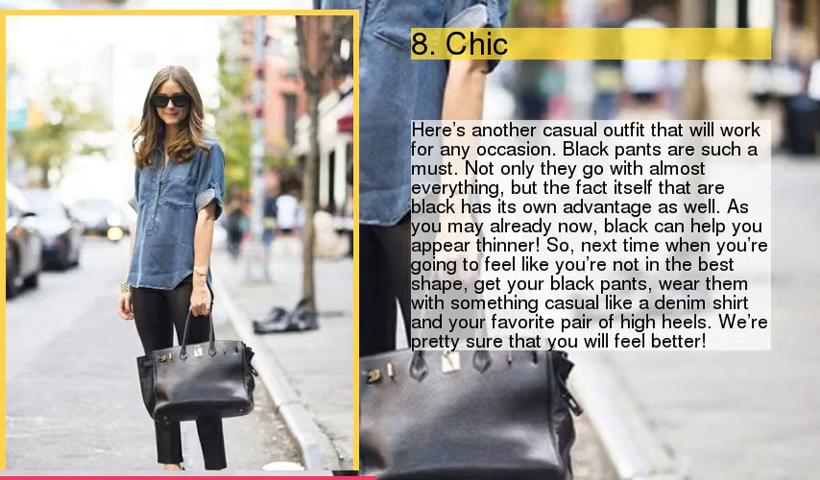 8. Chic
Here's another casual outfit that will work
for any occasion. Black pants are such a
must. Not only they go with almost
everything, but the fact itself that are
black has its own advantage as well. As
you may already now, black can help you
appear thinner! So, next time when you're
going to feel like you're not in the best
shape, get your black pants, wear them
with something casual like a denim shirt
and your favorite pair of high heels. We're
pretty sure that you will feel better!